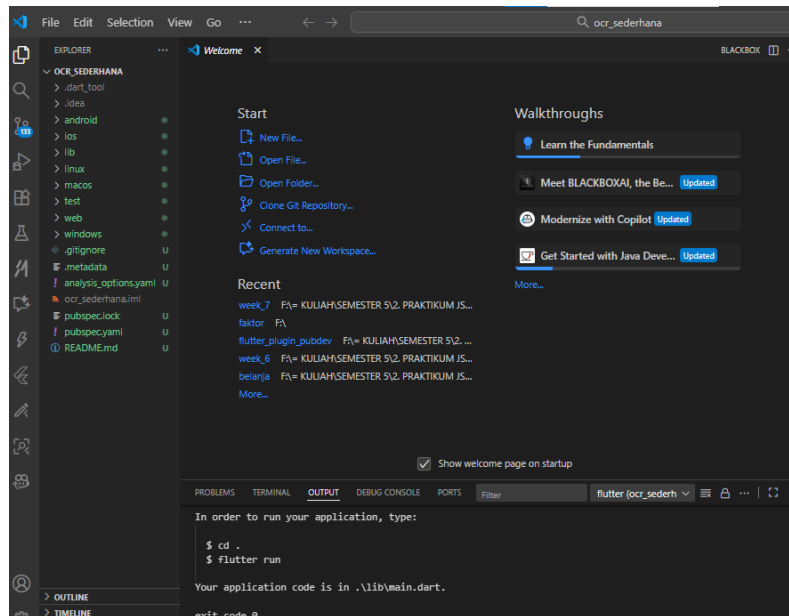 File Edit Selection View Go ··· ocr_sederhana
EXPLORER ···
OCR_SEDERHANA
.dart_tool
.idea
android
ios
lib
linux
macos
test
web
windows
.gitignore U
.metadata U
analysis_options.yaml U
ocr_sederhana.iml
pubspec.lock U
pubspec.yaml U
README.md U
OUTLINE
TIMELINE
133
Welcome
BLACKBOX
Start
New File...
Open File...
Open Folder...
Clone Git Repository...
Connect to...
Generate New Workspace...
Recent
week_7 F:\= KULIAH\SEMESTER 5\2. PRAKTIKUM JS...
faktor F:\
flutter_plugin_pubdev F:\= KULIAH\SEMESTER 5\2. ...
week_6 F:\= KULIAH\SEMESTER 5\2. PRAKTIKUM JS...
belanja F:\= KULIAH\SEMESTER 5\2. PRAKTIKUM JS...
More...
Walkthroughs
Learn the Fundamentals
Meet BLACKBOXAI, the Be... Updated
Modernize with Copilot Updated
Get Started with Java Deve... Updated
More...
Show welcome page on startup
PROBLEMS TERMINAL OUTPUT DEBUG CONSOLE PORTS Filter flutter (ocr_sederh ···
In order to run your application, type:
$ cd .
$ flutter run
Your application code is in .\lib\main.dart.
exit code 0